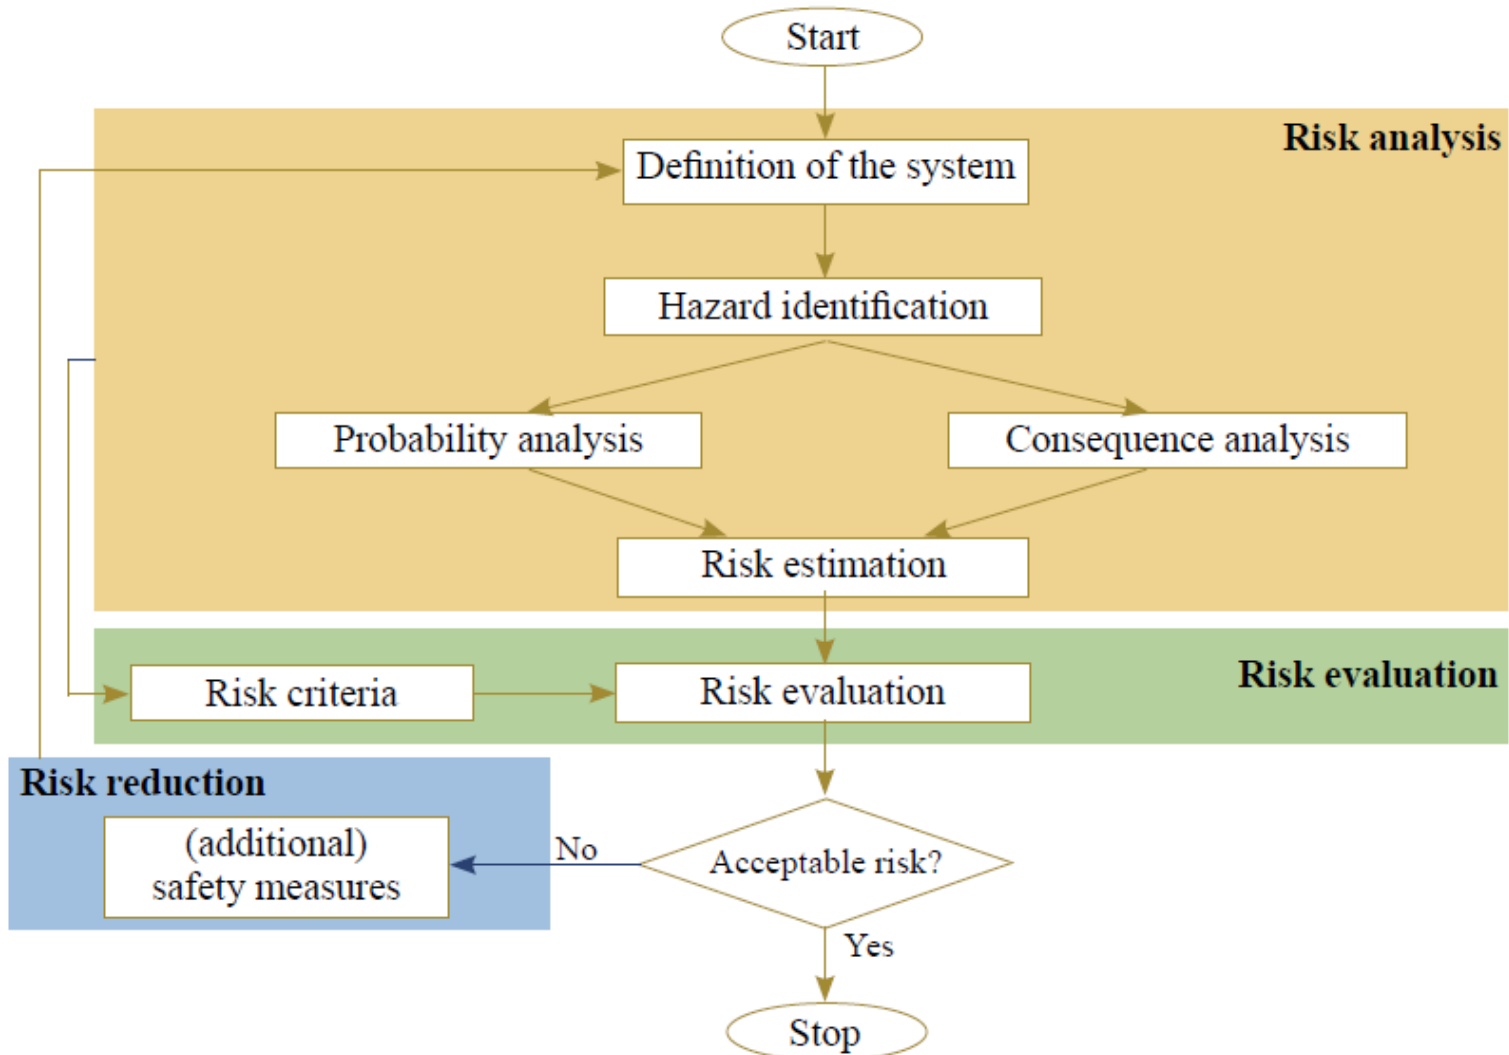 Start
Risk analysis
Definition of the system
Hazard identification
Probability analysis
Consequence analysis
Risk estimation
Risk criteria
Risk evaluation
Risk evaluation
Risk reduction
(additional)
safety measures
No
Acceptable risk?
Yes
Stop